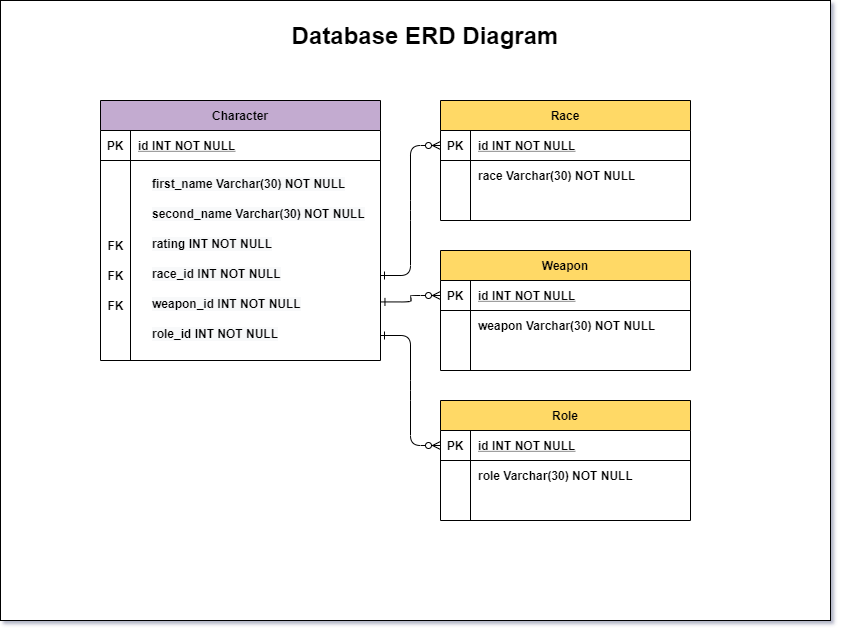 Database ERD Diagram
Character
PK id INT NOT NULL
first_name Varchar(30) NOT NULL
second_name Varchar(30) NOT NULL
FK rating INT NOT NULL
FK race_id INT NOT NULL
FK weapon_id INT NOT NULL
role_id INT NOT NULL
Race
PK id INT NOT NULL
race Varchar(30) NOT NULL
Weapon
PK id INT NOT NULL
weapon Varchar(30) NOT NULL
Role
PK id INT NOT NULL
role Varchar(30) NOT NULL